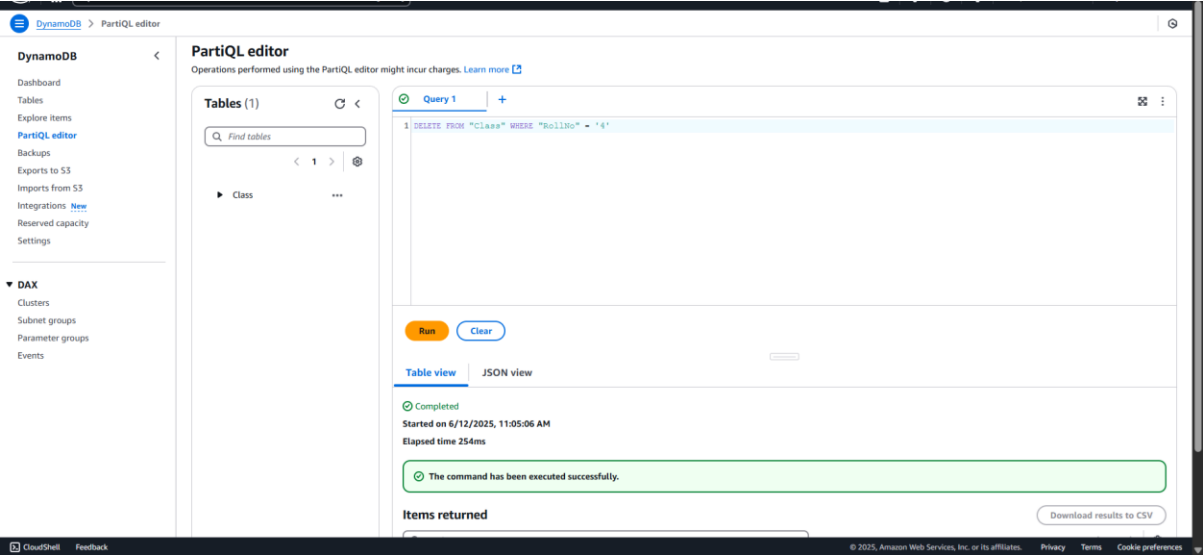 DynamoDB > PartiQL editor
DynamoDB
Dashboard
Tables
Explore items
PartiQL editor
Backups
Exports to S3
Imports from S3
Integrations New
Reserved capacity
Settings
DAX
Clusters
Subnet groups
Parameter groups
Events
PartiQL editor
Operations performed using the PartiQL editor might incur charges. Learn more
Tables (1)
Find tables
< 1 >
Class
Query 1
1 DELETE FROM "Class" WHERE "RollNo" = '4'
Run Clear
Table view JSON view
Completed
Started on 6/12/2025, 11:05:06 AM
Elapsed time 254ms
The command has been executed successfully.
Items returned
Download results to CSV
CloudShell Feedback
© 2025, Amazon Web Services, Inc. or its affiliates. Privacy Terms Cookie preferences